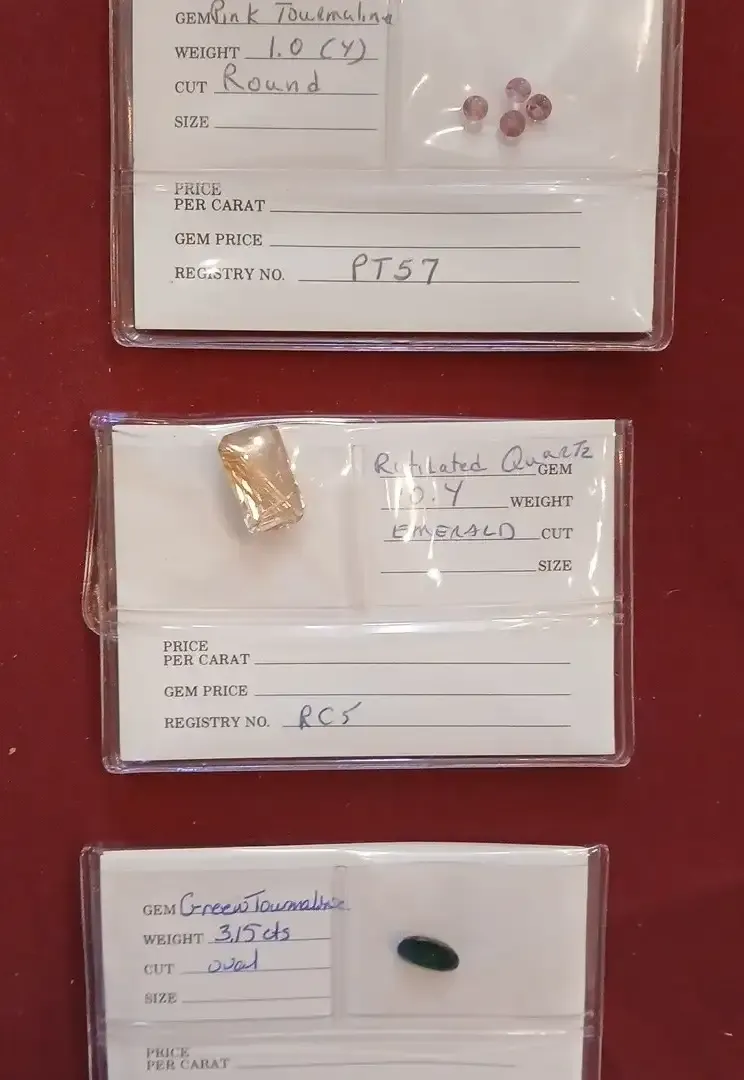 GEM Pink Tourmaline
WEIGHT 1.0 (4)
CUT Round
SIZE
PRICE
PER CARAT
GEM PRICE
REGISTRY NO. PT57
Rutilated Quartz GEM
10.4 WEIGHT
EMERALD CUT
SIZE
PRICE
PER CARAT
GEM PRICE
REGISTRY NO. RC5
GEM Green Tourmaline
WEIGHT 3.15 cts
CUT oval
SIZE
PRICE
PER CARAT